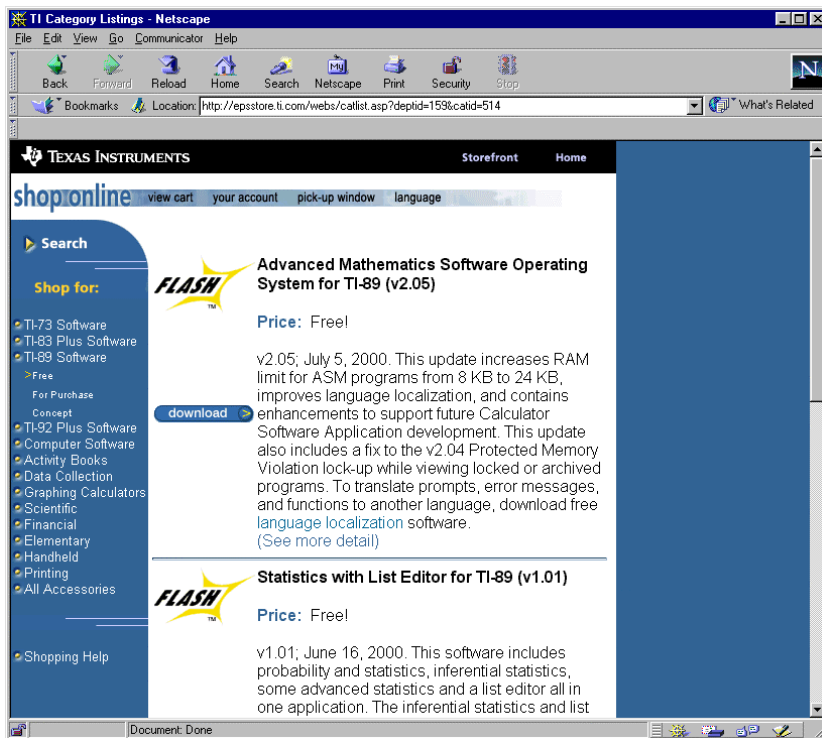 TI Category Listings - Netscape
File Edit View Go Communicator Help
Back Forward Reload Home Search Netscape Print Security Stop
My
N
Bookmarks Location: http://epsstore.ti.com/webs/catlist.asp?deptid=159&catid=514 What's Related
TEXAS INSTRUMENTS Storefront Home
shop online view cart your account pick-up window language
Search
Shop for:
TI-73 Software
TI-83 Plus Software
TI-89 Software
>Free
For Purchase
Concept
TI-92 Plus Software
Computer Software
Activity Books
Data Collection
Graphing Calculators
Scientific
Financial
Elementary
Handheld
Printing
All Accessories
Shopping Help
FLASH
TM
Advanced Mathematics Software Operating
System for TI-89 (v2.05)
Price: Free!
download >
v2.05; July 5, 2000. This update increases RAM
limit for ASM programs from 8 KB to 24 KB,
improves language localization, and contains
enhancements to support future Calculator
Software Application development. This update
also includes a fix to the v2.04 Protected Memory
Violation lock-up while viewing locked or archived
programs. To translate prompts, error messages,
and functions to another language, download free
language localization software.
(See more detail)
FLASH
TM
Statistics with List Editor for TI-89 (v1.01)
Price: Free!
v1.01; June 16, 2000. This software includes
probability and statistics, inferential statistics,
some advanced statistics and a list editor all in
one application. The inferential statistics and list
Document: Done